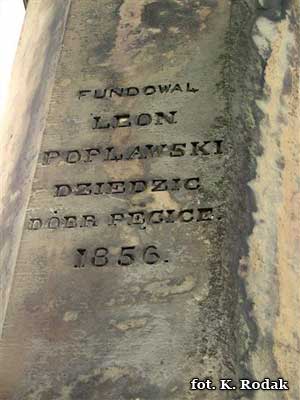 FUNDOWAŁ
LEON
POPŁAWSKI
DZIEDZIC
DÓBR PĘGICE.
1856.
fot. K. Rodak